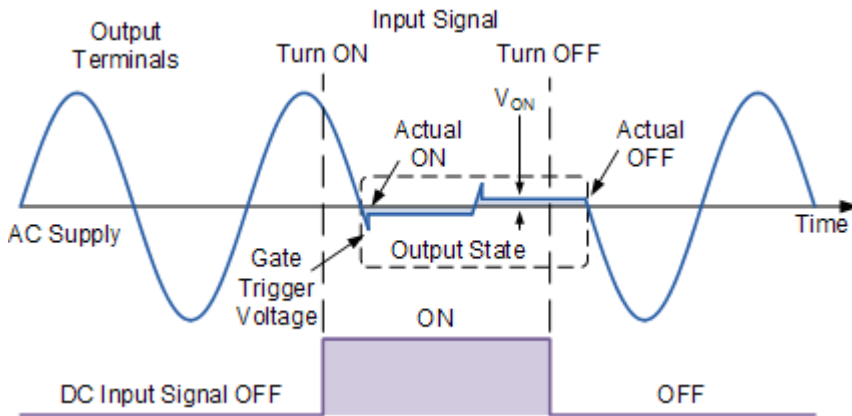 Input Signal
Output
Terminals
Turn ON
Turn OFF
VON
Actual
ON
Actual
OFF
AC Supply
Time
Output State
Gate
Trigger
Voltage
ON
DC Input Signal OFF
OFF